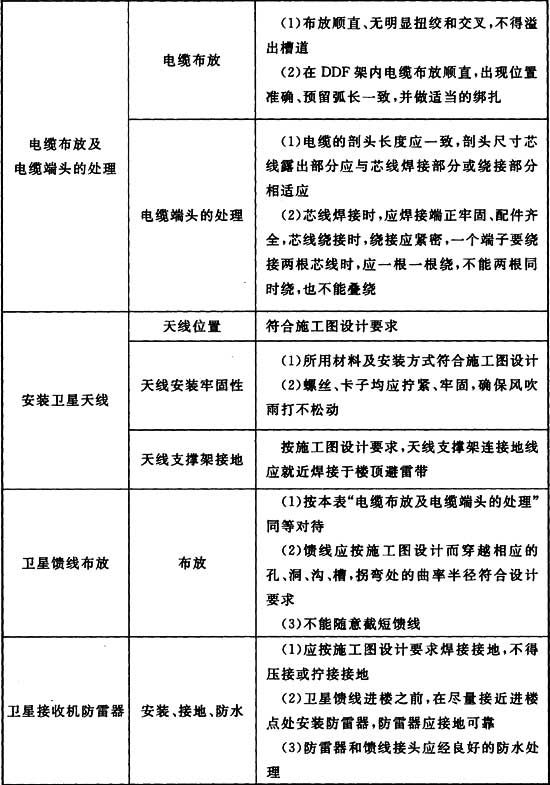 电缆布放及
电缆端头的处理
电缆布放
(1)布放顺直、无明显扭绞和交叉,不得溢
出槽道
(2)在 DDF 架内电缆布放顺直,出现位置
准确、预留弧长一致,并做适当的绑扎
电缆端头的处理
(1)电缆的剖头长度应一致,剖头尺寸芯
线露出部分应与芯线焊接部分或绕接部分
相适应
(2)芯线焊接时,应焊接端正牢固、配件齐
全,芯线绕接时,绕接应紧密,一个端子要绕
接两根芯线时,应一根一根绕,不能两根同
时绕,也不能叠绕
安装卫星天线
天线位置
符合施工图设计要求
天线安装牢固性
(1)所用材料及安装方式符合施工图设计
(2)螺丝、卡子均应拧紧、牢固,确保风吹
雨打不松动
天线支撑架接地
按施工图设计要求,天线支撑架连接地线
应就近焊接于楼顶避雷带
卫星馈线布放
布放
(1)按本表“电缆布放及电缆端头的处理”
同等对待
(2)馈线应按施工图设计而穿越相应的
孔、洞、沟、槽,拐弯处的曲率半径符合设计
要求
(3)不能随意截短馈线
卫星接收机防雷器
安装、接地、防水
(1)应按施工图设计要求焊接接地,不得
压接或拧接接地
(2)卫星馈线进楼之前,在尽量接近进楼
点处安装防雷器,防雷器应接地可靠
(3)防雷器和馈线接头应经良好的防水处
理